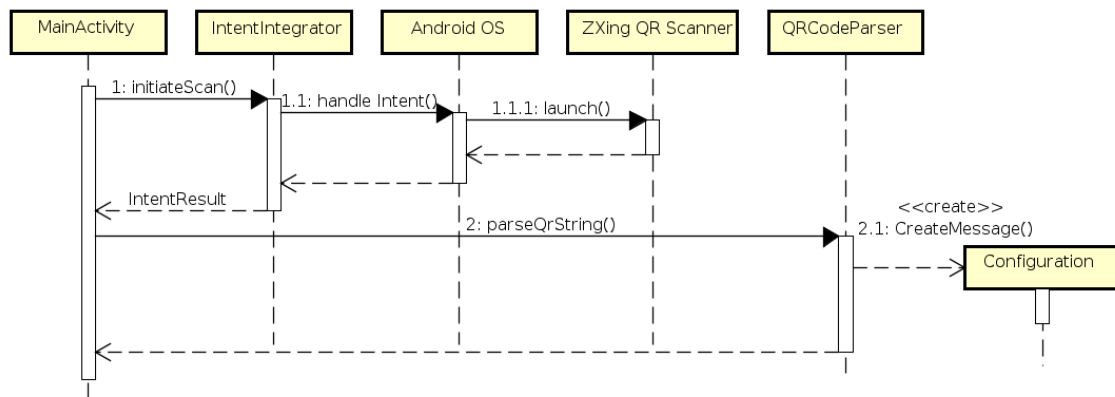 MainActivity
IntentIntegrator
Android OS
ZXing QR Scanner
QRCodeParser
1: initiateScan()
1.1: handle Intent()
1.1.1: launch()
IntentResult
2: parseQrString()
<<create>>
2.1: CreateMessage()
Configuration